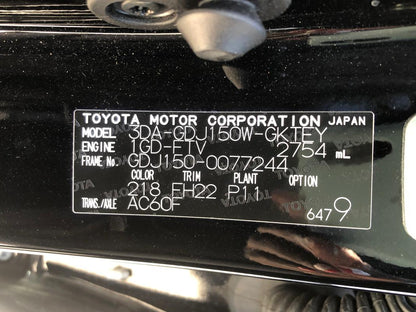 TOYOTA MOTOR CORPORATION JAPAN
MODEL 3DA-GDJ150W-GKTEY
ENGINE 1GD-FTV 2754 mL
FRAME No. GDJ150-0077244
COLOR TRIM PLANT OPTION
218 FH22 P11
TRANS./AXLE AC60F
6479